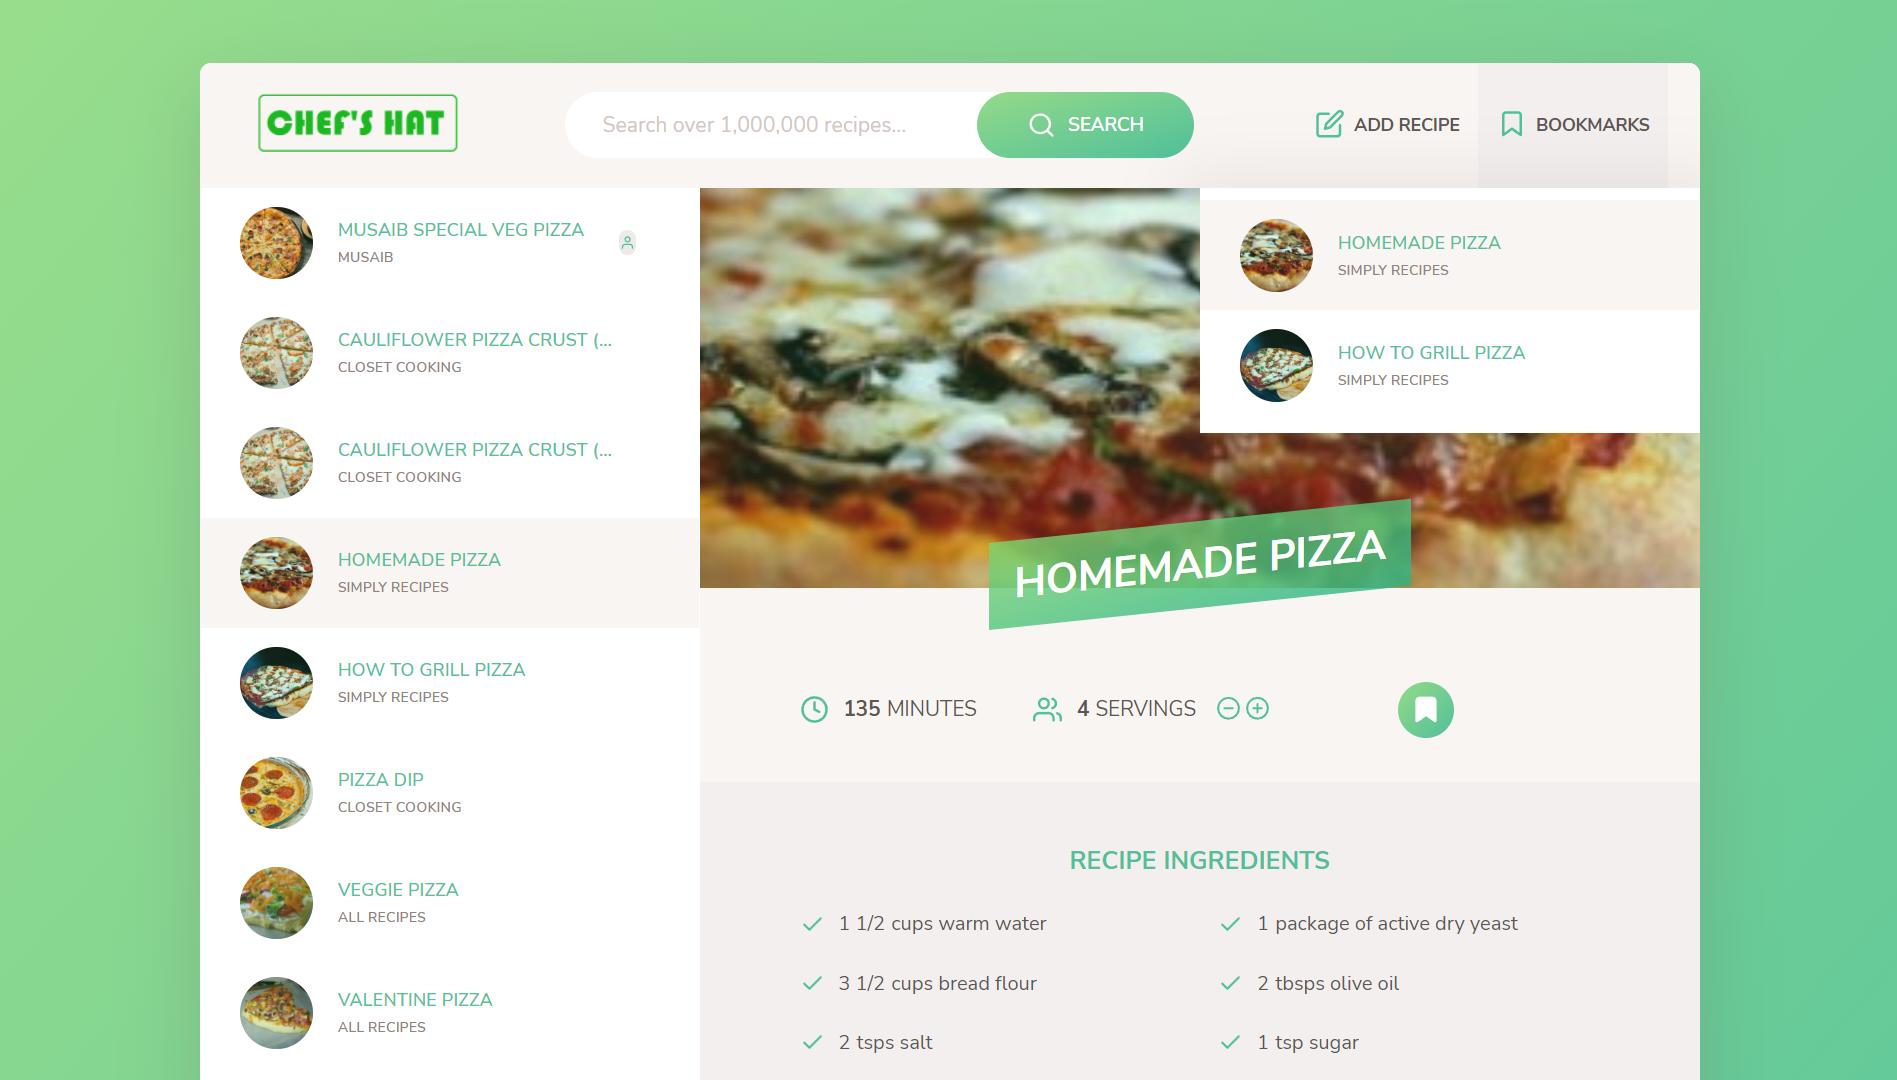 CHEF'S HAT
Search over 1,000,000 recipes...
SEARCH
ADD RECIPE
BOOKMARKS
MUSAIB SPECIAL VEG PIZZA
MUSAIB
CAULIFLOWER PIZZA CRUST (...
CLOSET COOKING
CAULIFLOWER PIZZA CRUST (...
CLOSET COOKING
HOMEMADE PIZZA
SIMPLY RECIPES
HOW TO GRILL PIZZA
SIMPLY RECIPES
PIZZA DIP
CLOSET COOKING
VEGGIE PIZZA
ALL RECIPES
VALENTINE PIZZA
ALL RECIPES
HOMEMADE PIZZA
SIMPLY RECIPES
HOW TO GRILL PIZZA
SIMPLY RECIPES
HOMEMADE PIZZA
135 MINUTES
4 SERVINGS
RECIPE INGREDIENTS
1 1/2 cups warm water
1 package of active dry yeast
3 1/2 cups bread flour
2 tbsps olive oil
2 tsps salt
1 tsp sugar